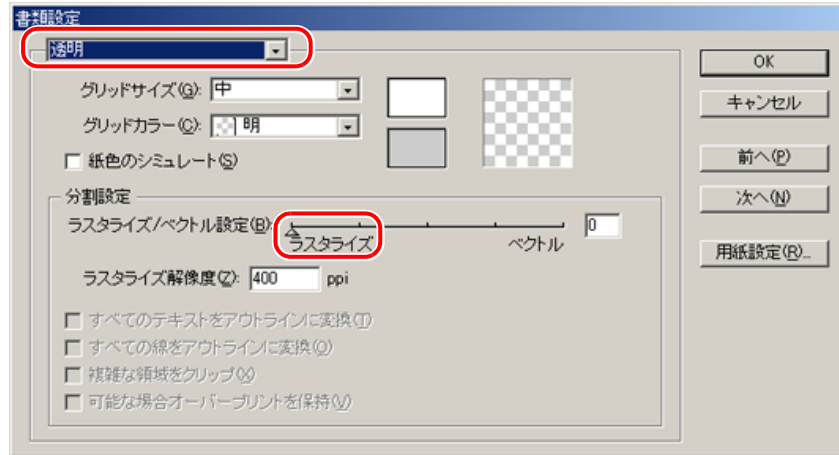 書類設定
透明
グリッドサイズ(G): 中
グリッドカラー(C): 明
紙色のシミュレート(S)
分割設定
ラスタライズ/ベクトル設定(B): 0
ラスタライズ ベクトル
ラスタライズ解像度(Z): 400 ppi
すべてのテキストをアウトラインに変換(T)
すべての線をアウトラインに変換(O)
複雑な領域をクリップ(X)
可能な場合オーバープリントを保持(V)
OK
キャンセル
前へ(P)
次へ(N)
用紙設定(R)...